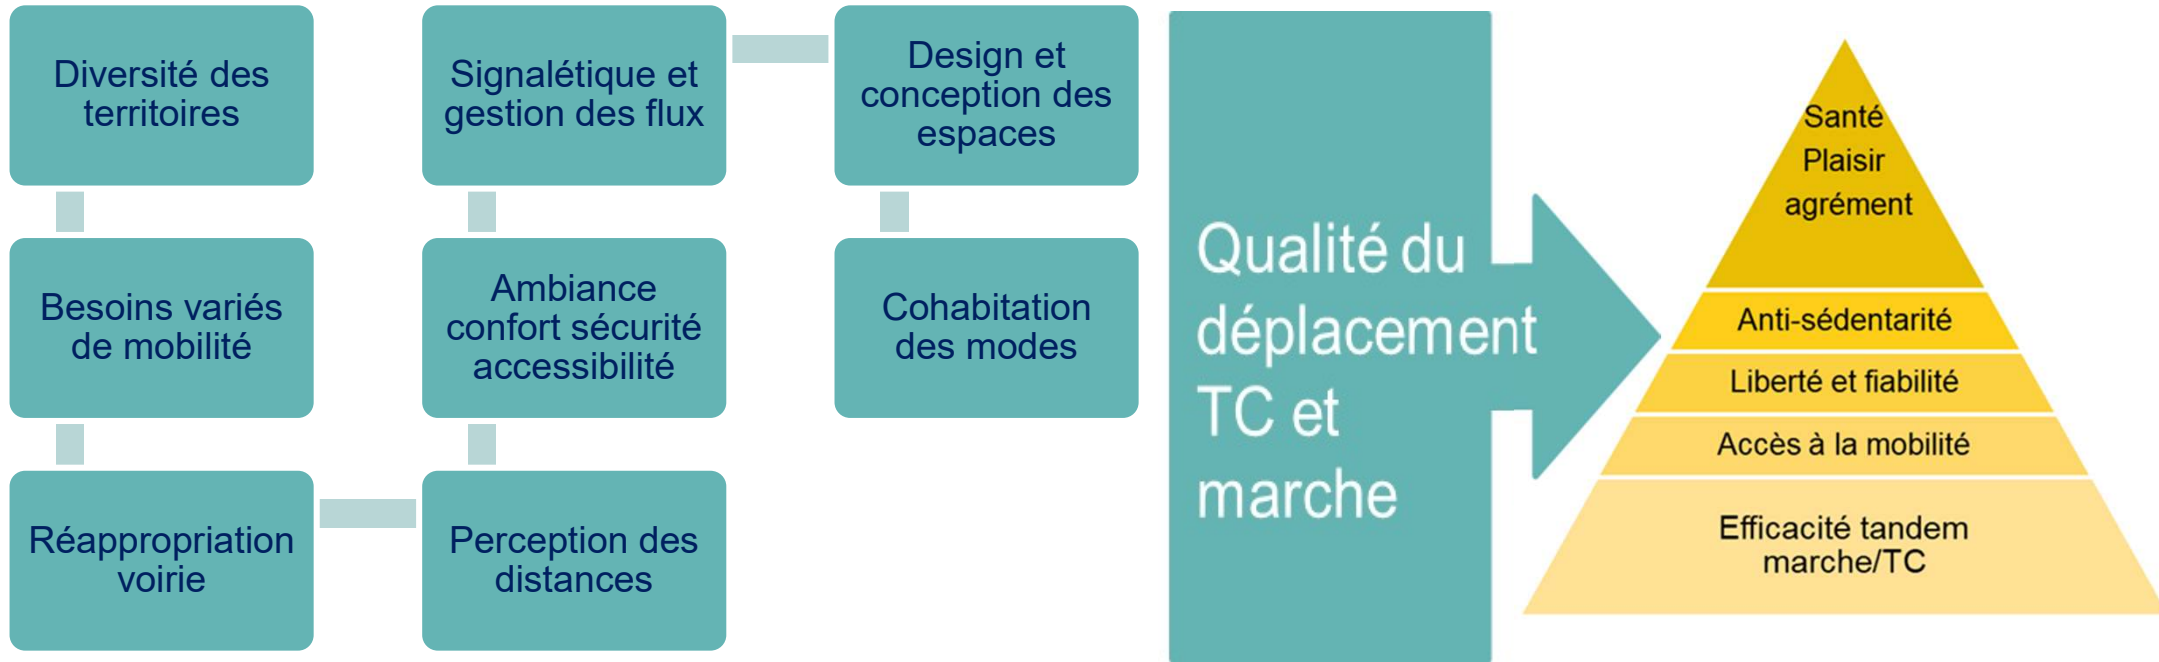 Diversité des
territoires
Besoins variés
de mobilité
Réappropriation
voirie
Perception des
distances
Ambiance
confort sécurité
accessibilité
Signalétique et
gestion des flux
Design et
conception des
espaces
Cohabitation
des modes
Qualité du
déplacement
TC et
marche
Santé
Plaisir
agrément
Anti-sédentarité
Liberté et fiabilité
Accès à la mobilité
Efficacité tandem
marche/TC